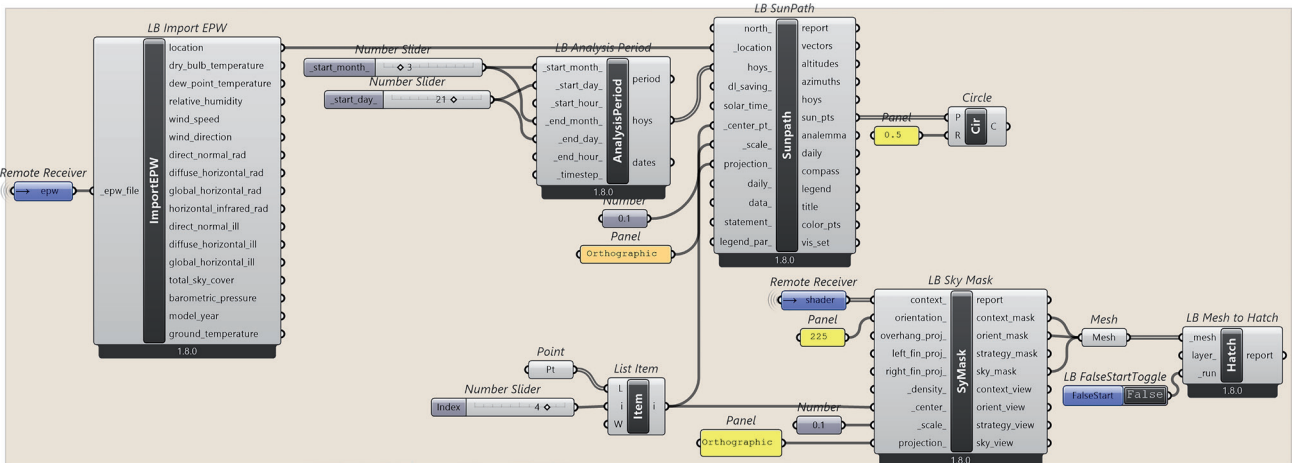 LB Import EPW
location
dry_bulb_temperature
dew_point_temperature
relative_humidity
wind_speed
wind_direction
direct_normal_rad
diffuse_horizontal_rad
global_horizontal_rad
horizontal_infrared_rad
direct_normal_ill
diffuse_horizontal_ill
global_horizontal_ill
total_sky_cover
barometric_pressure
model_year
ground_temperature
_epw_file
ImportEPW
1.8.0
Remote Receiver
epw
Number Slider
_start_month_ 3
Number Slider
_start_day_ 21
LB Analysis Period
_start_month_
_start_day_
_start_hour_
_end_month_
_end_day_
_end_hour_
_timestep_
AnalysisPeriod
period
hoys
dates
1.8.0
Number
0.1
Panel
Orthographic
LB SunPath
north_
_location
hoys_
dl_saving_
solar_time_
_center_pt_
_scale_
projection_
daily_
data_
statement_
legend_par_
Sunpath
report
vectors
altitudes
azimuths
hoys
sun_pts
analemma
daily
compass
legend
title
color_pts
vis_set
1.8.0
Panel
0.5
Circle
P
R
Cir
C
Point
Pt
Number Slider
Index 4
List Item
L
i
W
Item
i
Remote Receiver
shader
Panel
225
Number
0.1
Panel
Orthographic
LB Sky Mask
context_
orientation_
overhang_proj_
left_fin_proj_
right_fin_proj_
_density_
_center_
_scale_
projection_
SyMask
report
context_mask
orient_mask
strategy_mask
sky_mask
context_view
orient_view
strategy_view
sky_view
1.8.0
Mesh
Mesh
LB FalseStartToggle
FalseStart False
LB Mesh to Hatch
_mesh
layer_
_run
Hatch
report
1.8.0